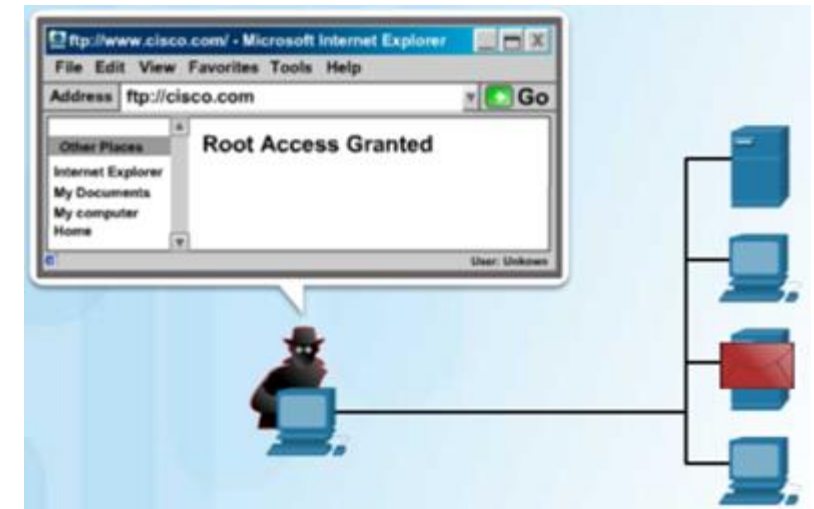 ftp://www.cisco.com/ - Microsoft Internet Explorer
File Edit View Favorites Tools Help
Address ftp://cisco.com Go
Other Places
Root Access Granted
Internet Explorer
My Documents
My computer
Home
User: Unkown